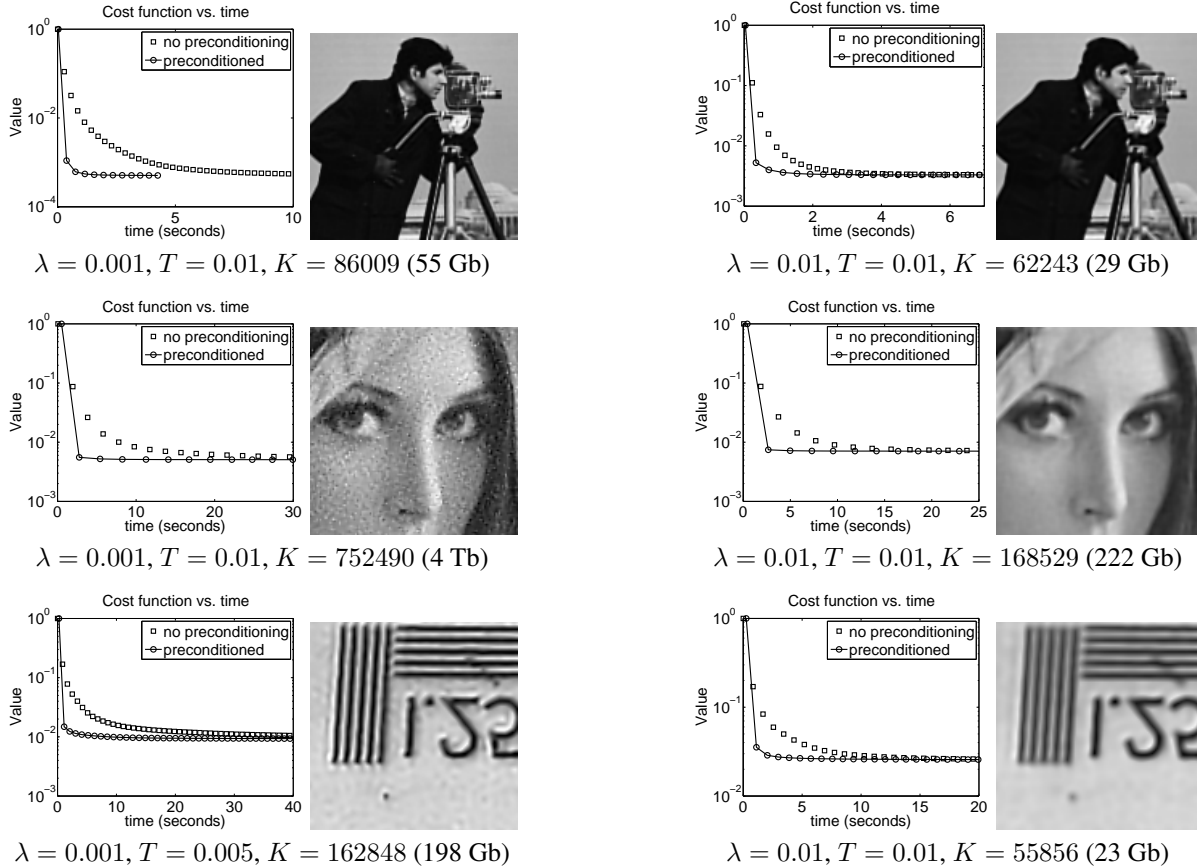 Cost function vs. time
10^0
10^-2
10^-4
Value
no preconditioning
preconditioned
0 5 10
time (seconds)
λ = 0.001, T = 0.01, K = 86009 (55 Gb)
Cost function vs. time
10^0
10^-1
10^-2
10^-3
Value
no preconditioning
preconditioned
0 2 4 6
time (seconds)
λ = 0.01, T = 0.01, K = 62243 (29 Gb)
Cost function vs. time
10^0
10^-1
10^-2
10^-3
Value
no preconditioning
preconditioned
0 10 20 30
time (seconds)
λ = 0.001, T = 0.01, K = 752490 (4 Tb)
Cost function vs. time
10^0
10^-1
10^-2
10^-3
Value
no preconditioning
preconditioned
0 5 10 15 20 25
time (seconds)
λ = 0.01, T = 0.01, K = 168529 (222 Gb)
Cost function vs. time
10^0
10^-1
10^-2
10^-3
Value
no preconditioning
preconditioned
0 10 20 30 40
time (seconds)
λ = 0.001, T = 0.005, K = 162848 (198 Gb)
Cost function vs. time
10^0
10^-1
10^-2
Value
no preconditioning
preconditioned
0 5 10 15 20
time (seconds)
λ = 0.01, T = 0.01, K = 55856 (23 Gb)